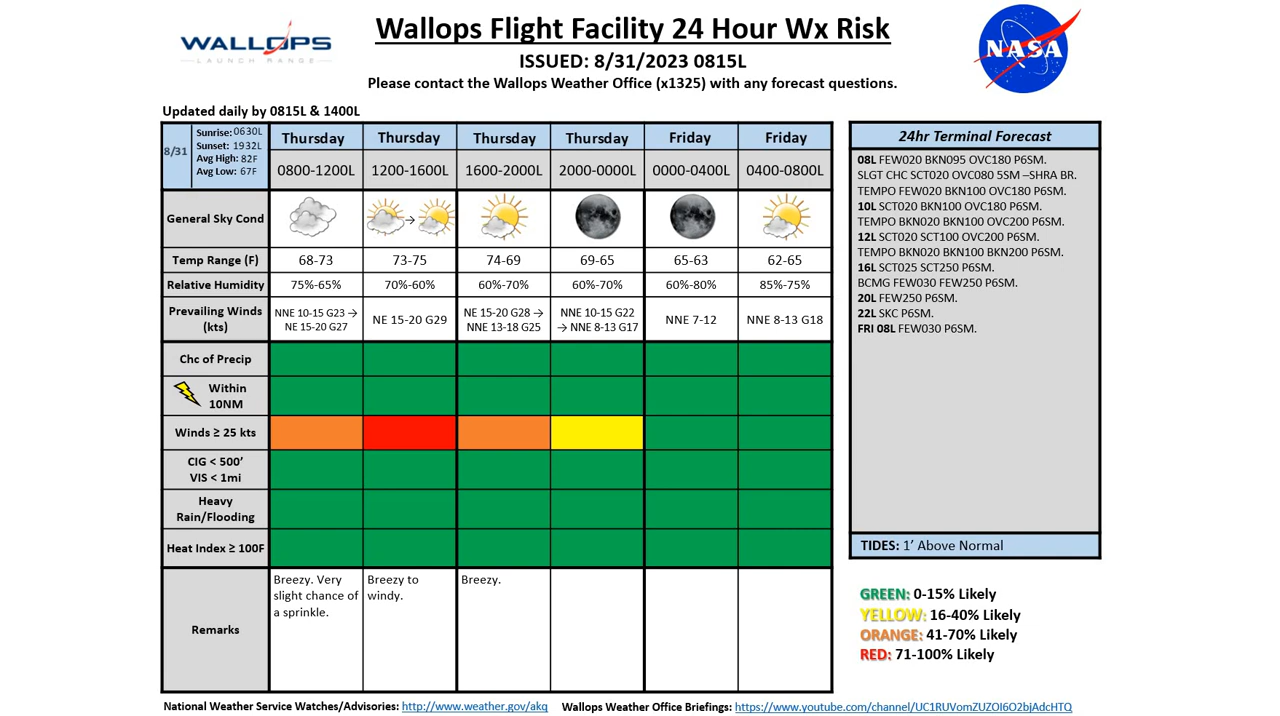 WALLOPS
LAUNCH RANGE
Wallops Flight Facility 24 Hour Wx Risk
ISSUED: 8/31/2023 0815L
Please contact the Wallops Weather Office (x1325) with any forecast questions.
NASA
Updated daily by 0815L & 1400L
8/31
Sunrise: 0630L
Sunset: 1932L
Avg High: 82F
Avg Low: 67F
Thursday Thursday Thursday Thursday Friday Friday
0800-1200L 1200-1600L 1600-2000L 2000-0000L 0000-0400L 0400-0800L
General Sky Cond →
Temp Range (F) 68-73 73-75 74-69 69-65 65-63 62-65
Relative Humidity 75%-65% 70%-60% 60%-70% 60%-70% 60%-80% 85%-75%
Prevailing Winds (kts)
NNE 10-15 G23 →
NE 15-20 G27
NE 15-20 G29
NE 15-20 G28 →
NNE 13-18 G25
NNE 10-15 G22
→ NNE 8-13 G17
NNE 7-12
NNE 8-13 G18
Chc of Precip
Within
10NM
Winds ≥ 25 kts
CIG < 500’
VIS < 1mi
Heavy
Rain/Flooding
Heat Index ≥ 100F
Remarks
Breezy. Very
slight chance of
a sprinkle.
Breezy to
windy.
Breezy.
24hr Terminal Forecast
08L FEW020 BKN095 OVC180 P6SM.
SLGT CHC SCT020 OVC080 5SM –SHRA BR.
TEMPO FEW020 BKN100 OVC180 P6SM.
10L SCT020 BKN100 OVC180 P6SM.
TEMPO BKN020 BKN100 OVC200 P6SM.
12L SCT020 SCT100 OVC200 P6SM.
TEMPO BKN020 BKN100 BKN200 P6SM.
16L SCT025 SCT250 P6SM.
BCMG FEW030 FEW250 P6SM.
20L FEW250 P6SM.
22L SKC P6SM.
FRI 08L FEW030 P6SM.
TIDES: 1’ Above Normal
GREEN: 0-15% Likely
YELLOW: 16-40% Likely
ORANGE: 41-70% Likely
RED: 71-100% Likely
National Weather Service Watches/Advisories: http://www.weather.gov/akq Wallops Weather Office Briefings: https://www.youtube.com/channel/UC1RUVomZUZOl6O2bjAdcHTQ